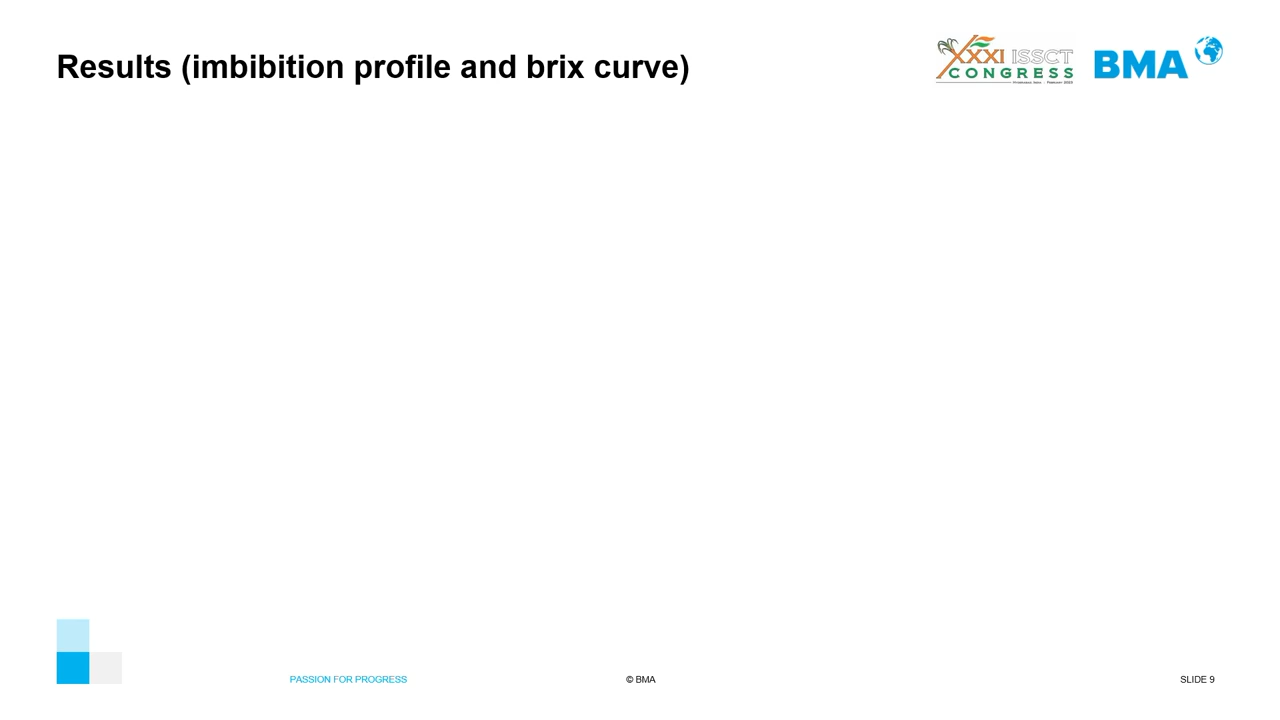 Results (imbibition profile and brix curve)
XXXI ISSCT
CONGRESS
BMA
PASSION FOR PROGRESS
© BMA
SLIDE 9